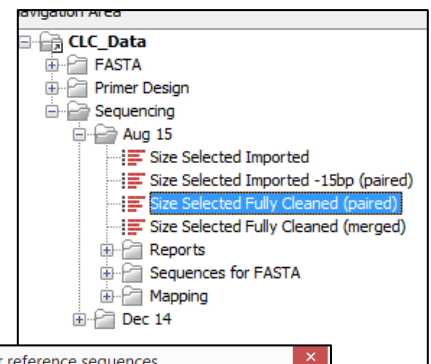 Navigation Area
CLC_Data
FASTA
Primer Design
Sequencing
Aug 15
Size Selected Imported
Size Selected Imported -15bp (paired)
Size Selected Fully Cleaned (paired)
Size Selected Fully Cleaned (merged)
Reports
Sequences for FASTA
Mapping
Dec 14
r reference sequences